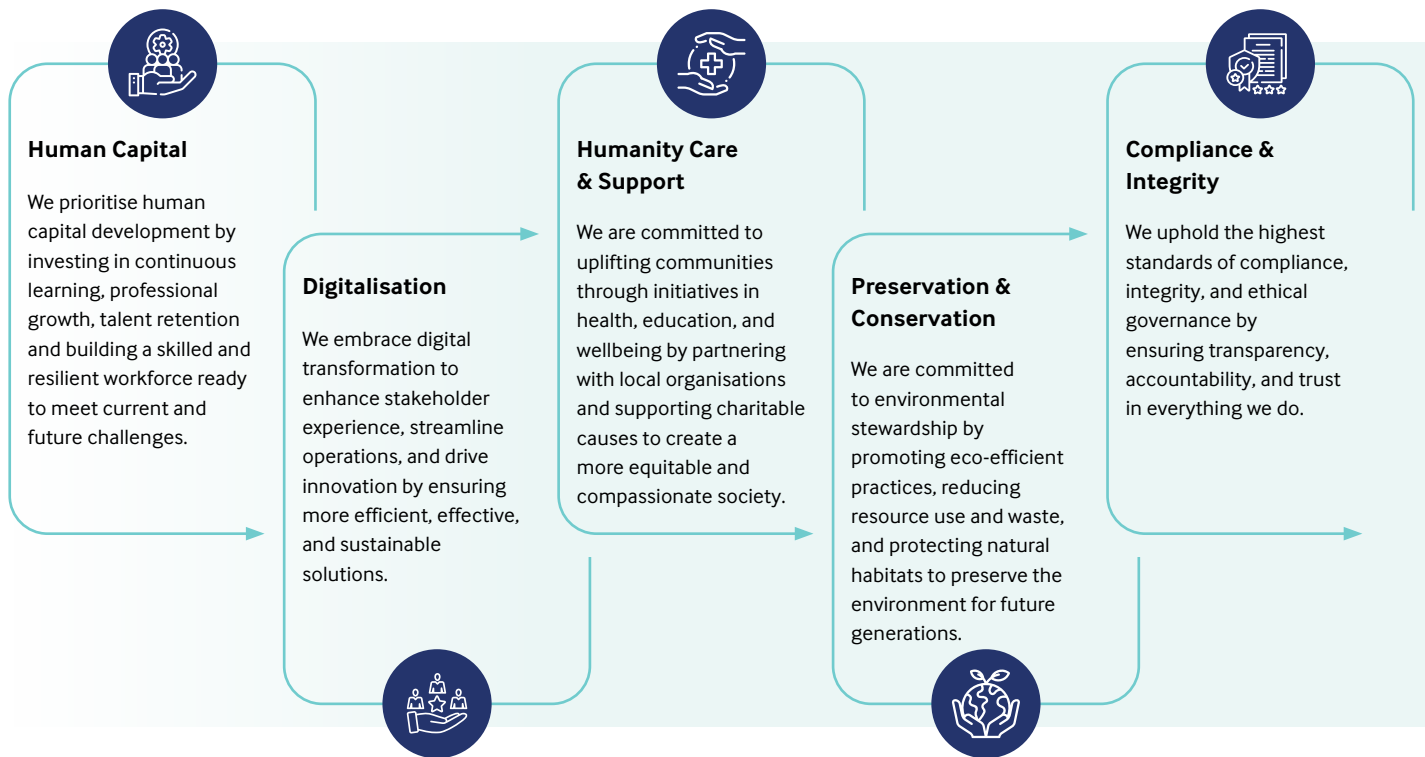 Human Capital
We prioritise human
capital development by
investing in continuous
learning, professional
growth, talent retention
and building a skilled and
resilient workforce ready
to meet current and
future challenges.
Digitalisation
We embrace digital
transformation to
enhance stakeholder
experience, streamline
operations, and drive
innovation by ensuring
more efficient, effective,
and sustainable
solutions.
Humanity Care
& Support
We are committed to
uplifting communities
through initiatives in
health, education, and
wellbeing by partnering
with local organisations
and supporting charitable
causes to create a
more equitable and
compassionate society.
Preservation &
Conservation
We are committed
to environmental
stewardship by
promoting eco-efficient
practices, reducing
resource use and waste,
and protecting natural
habitats to preserve the
environment for future
generations.
Compliance &
Integrity
We uphold the highest
standards of compliance,
integrity, and ethical
governance by
ensuring transparency,
accountability, and trust
in everything we do.